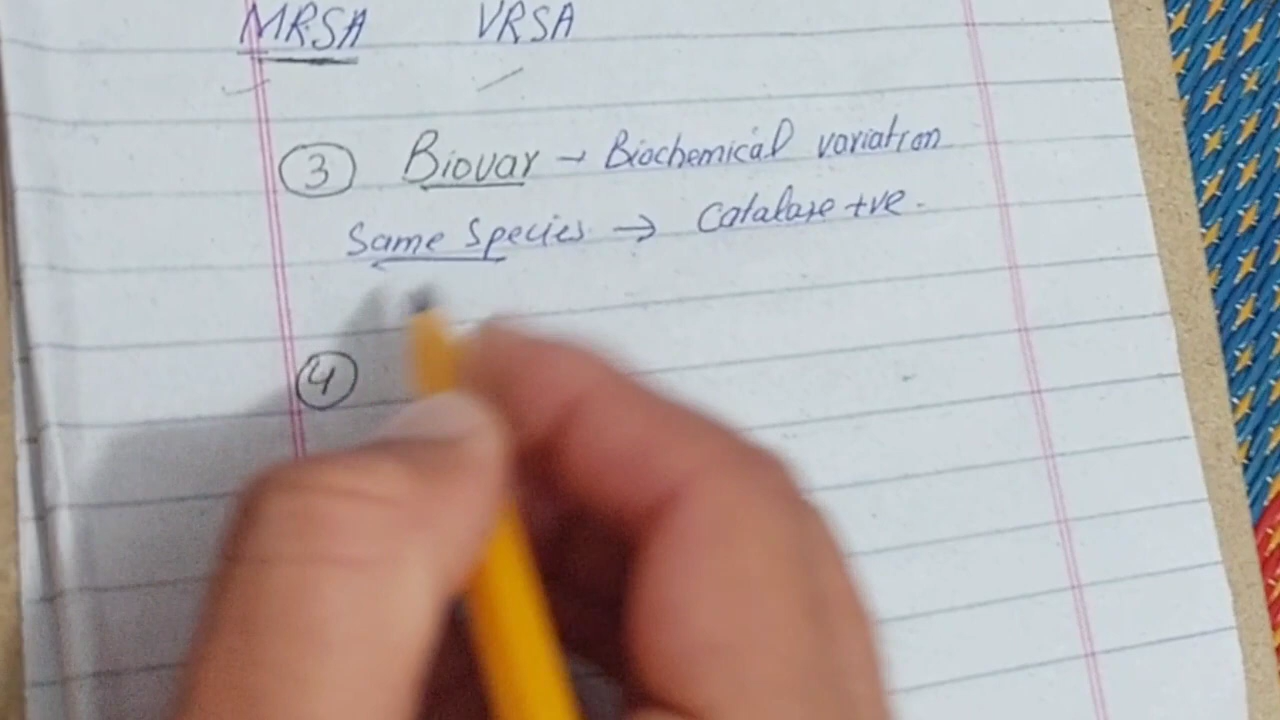 MRSA VRSA
3 Biovar → Biochemical variation
Same species → Catalase +ve.
4